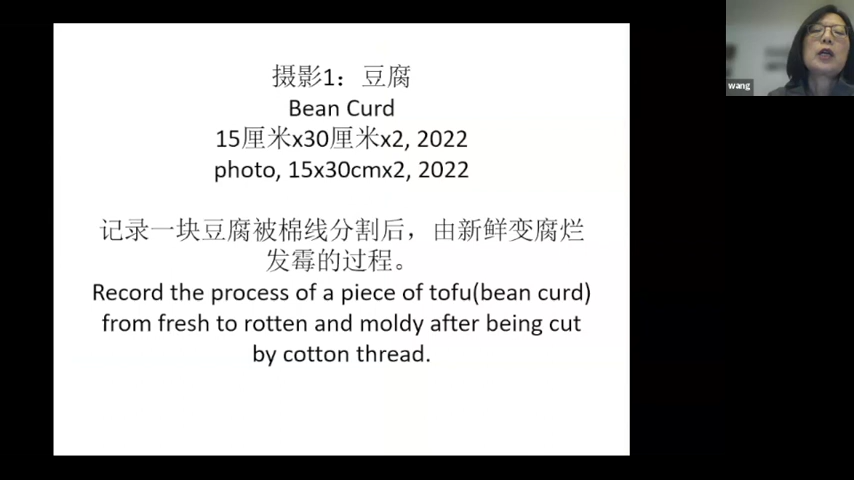 摄影1：豆腐
Bean Curd
15厘米x30厘米x2, 2022
photo, 15x30cmx2, 2022
记录一块豆腐被棉线分割后，由新鲜变腐烂
发霉的过程。
Record the process of a piece of tofu(bean curd)
from fresh to rotten and moldy after being cut
by cotton thread.
wang